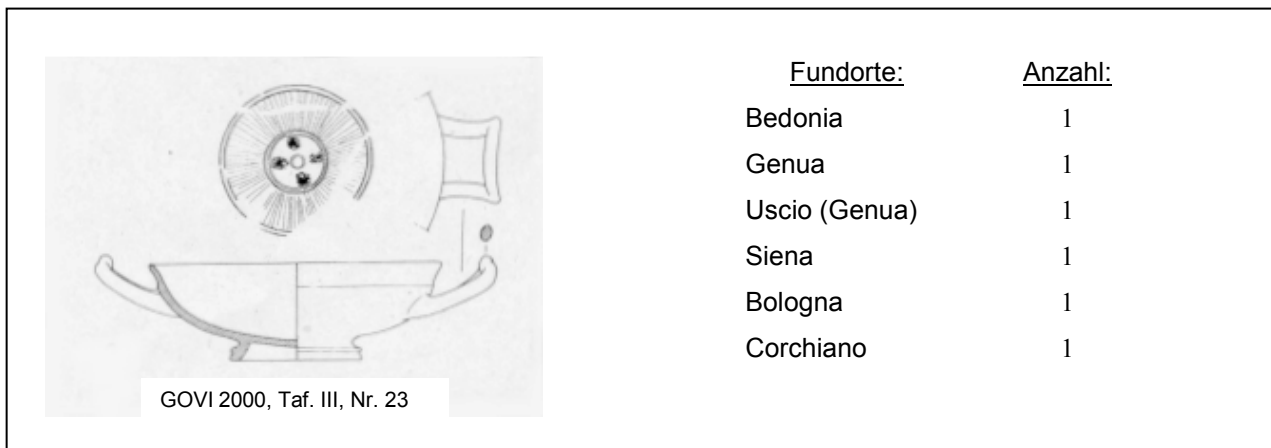 Fundorte: Anzahl:
Bedonia 1
Genua 1
Uscio (Genua) 1
Siena 1
Bologna 1
Corchiano 1
GOVI 2000, Taf. III, Nr. 23